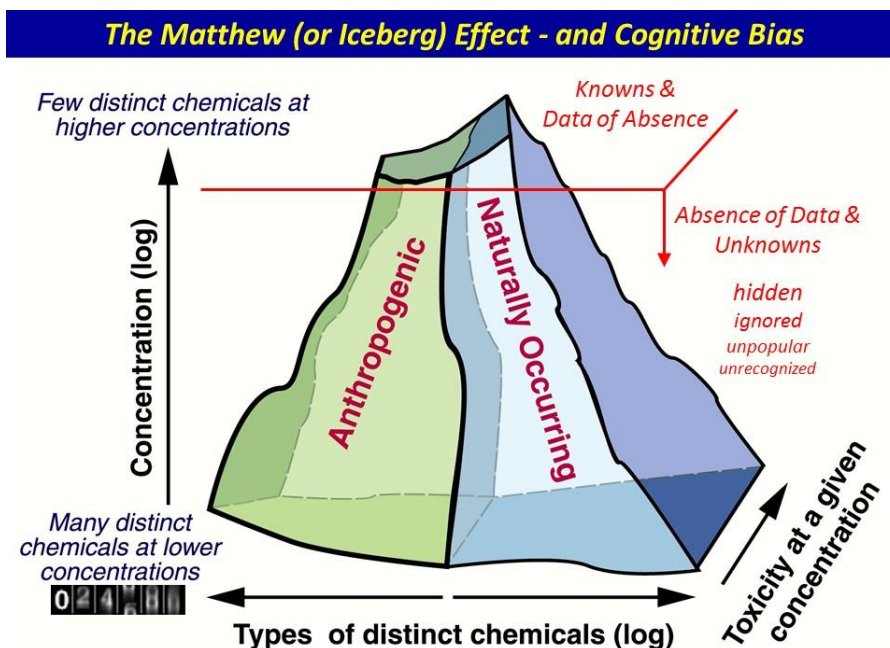 The Matthew (or Iceberg) Effect - and Cognitive Bias
Few distinct chemicals at
higher concentrations
Knowns &
Data of Absence
Absence of Data &
Unknowns
hidden
ignored
unpopular
unrecognized
Concentration (log)
Anthropogenic
Naturally Occurring
Many distinct
chemicals at lower
concentrations
Types of distinct chemicals (log)
Toxicity at a given
concentration